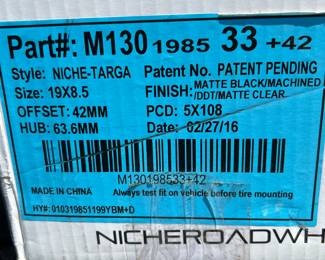 Part#: M130 1985 33 +42
Style: NICHE-TARGA Patent No. PATENT PENDING
Size: 19X8.5 FINISH: MATTE BLACK/MACHINED
/DDT/MATTE CLEAR
OFFSET: 42MM PCD: 5X108
HUB: 63.6MM Date: 02/27/16
M130198533+42
MADE IN CHINA Always test fit on vehicle before tire mounting
HY#: 010319851199YBM+D
NICHEROADWH